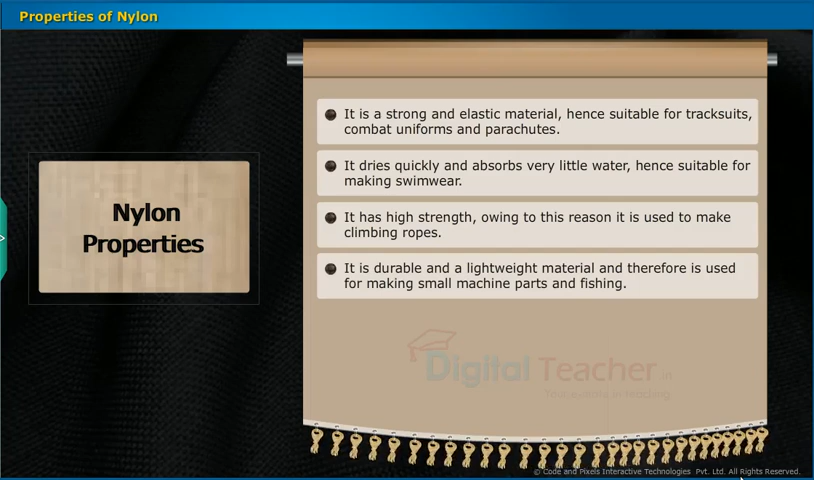 Properties of Nylon
Nylon
Properties
It is a strong and elastic material, hence suitable for tracksuits,
combat uniforms and parachutes.
It dries quickly and absorbs very little water, hence suitable for
making swimwear.
It has high strength, owing to this reason it is used to make
climbing ropes.
It is durable and a lightweight material and therefore is used
for making small machine parts and fishing.
Digital Teacher.in
© Code and Pixels Interactive Technologies Pvt. Ltd. All Rights Reserved.